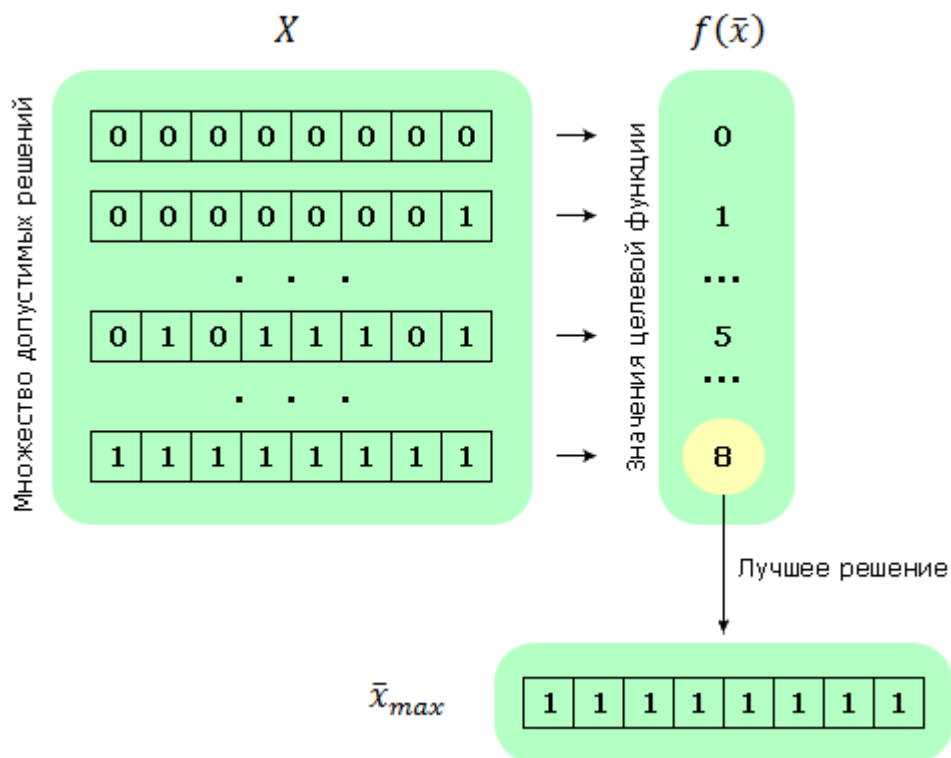 X f(x̄)
Множество допустимых решений
0 0 0 0 0 0 0 0 → 0
0 0 0 0 0 0 0 1 → 1
. . . ...
0 1 0 1 1 1 0 1 → 5
. . . ...
1 1 1 1 1 1 1 1 → 8
Значения целевой функции
Лучшее решение
x̄max 1 1 1 1 1 1 1 1